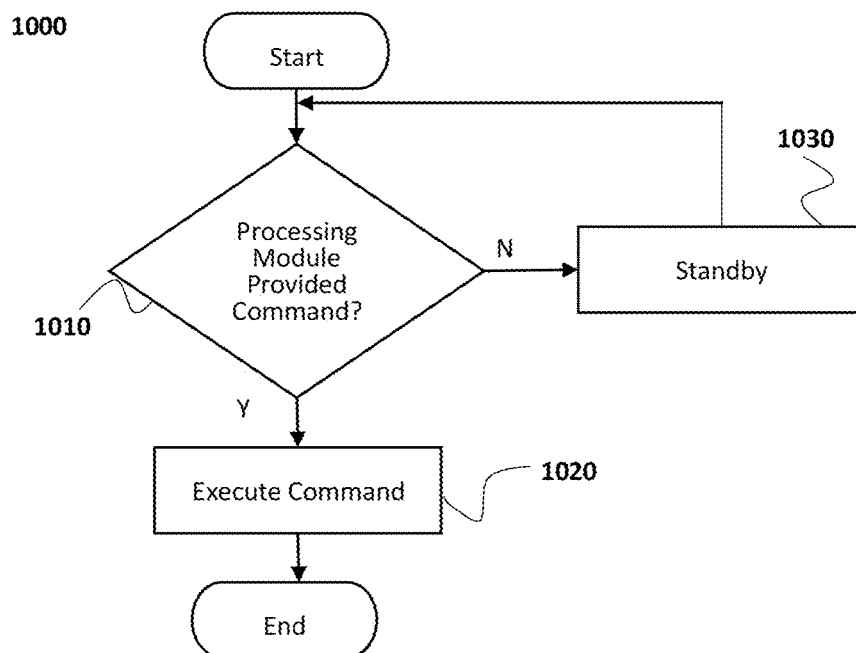 1000
Start
1030
Processing
Module
Provided
Command?
N
Standby
1010
Y
Execute Command
1020
End